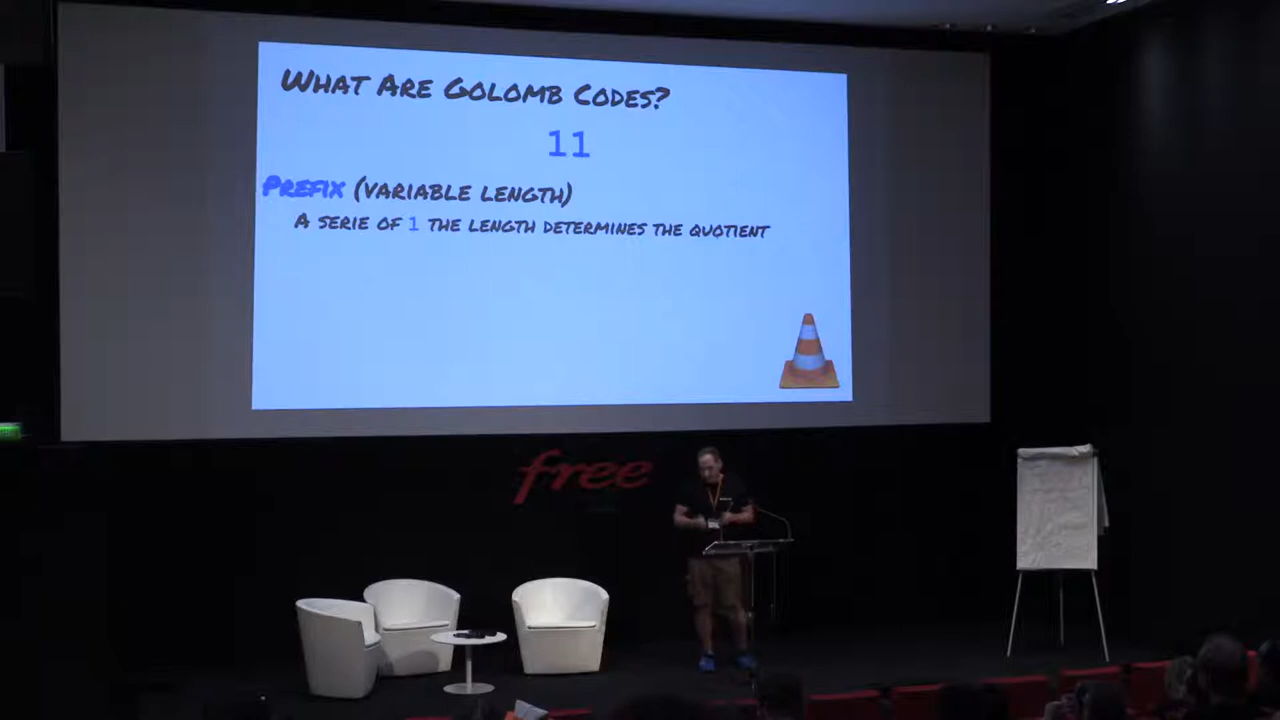 What Are Golomb Codes?
11
Prefix (variable length)
A serie of 1 the length determines the quotient
free